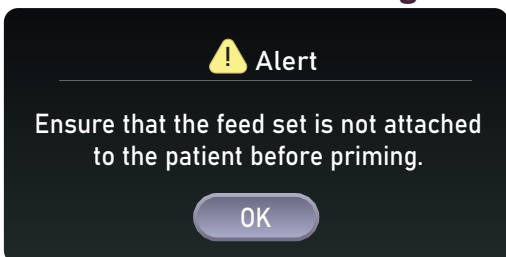 Alert
Ensure that the feed set is not attached
to the patient before priming.
OK